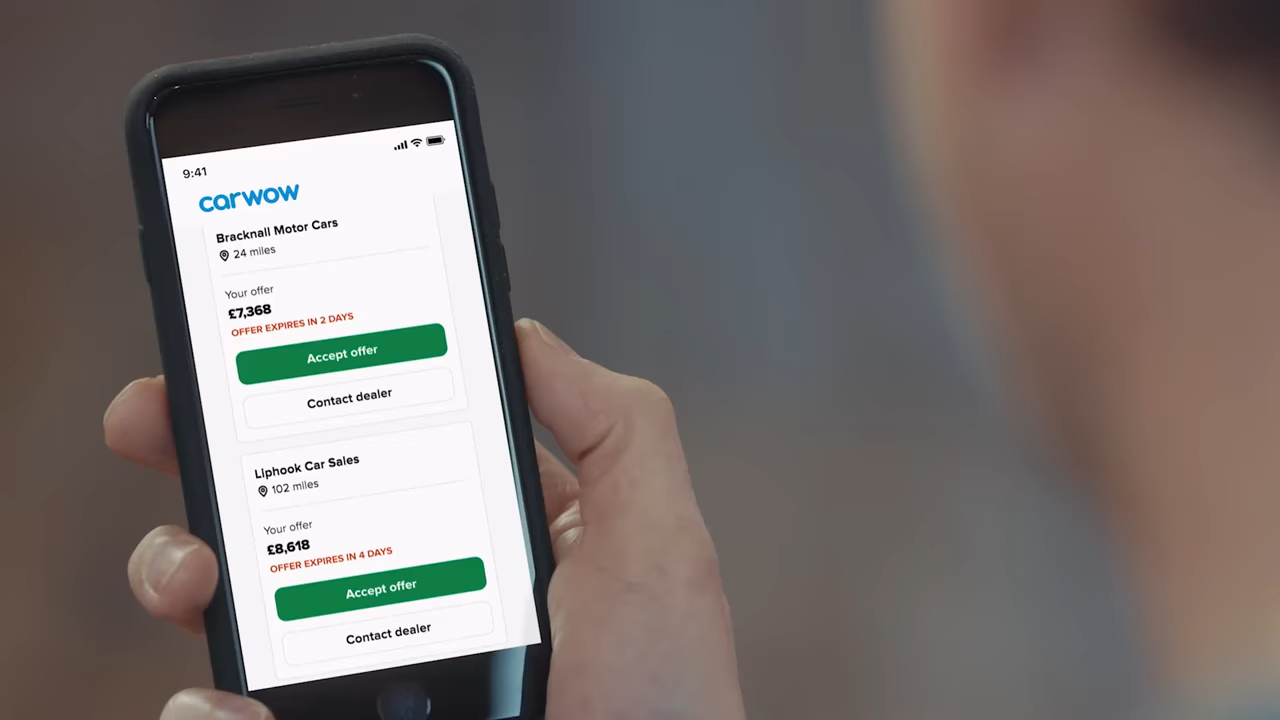 9:41
carwow
Bracknall Motor Cars
24 miles
Your offer
£7,368
OFFER EXPIRES IN 2 DAYS
Accept offer
Contact dealer
Liphook Car Sales
102 miles
Your offer
£8,618
OFFER EXPIRES IN 4 DAYS
Accept offer
Contact dealer